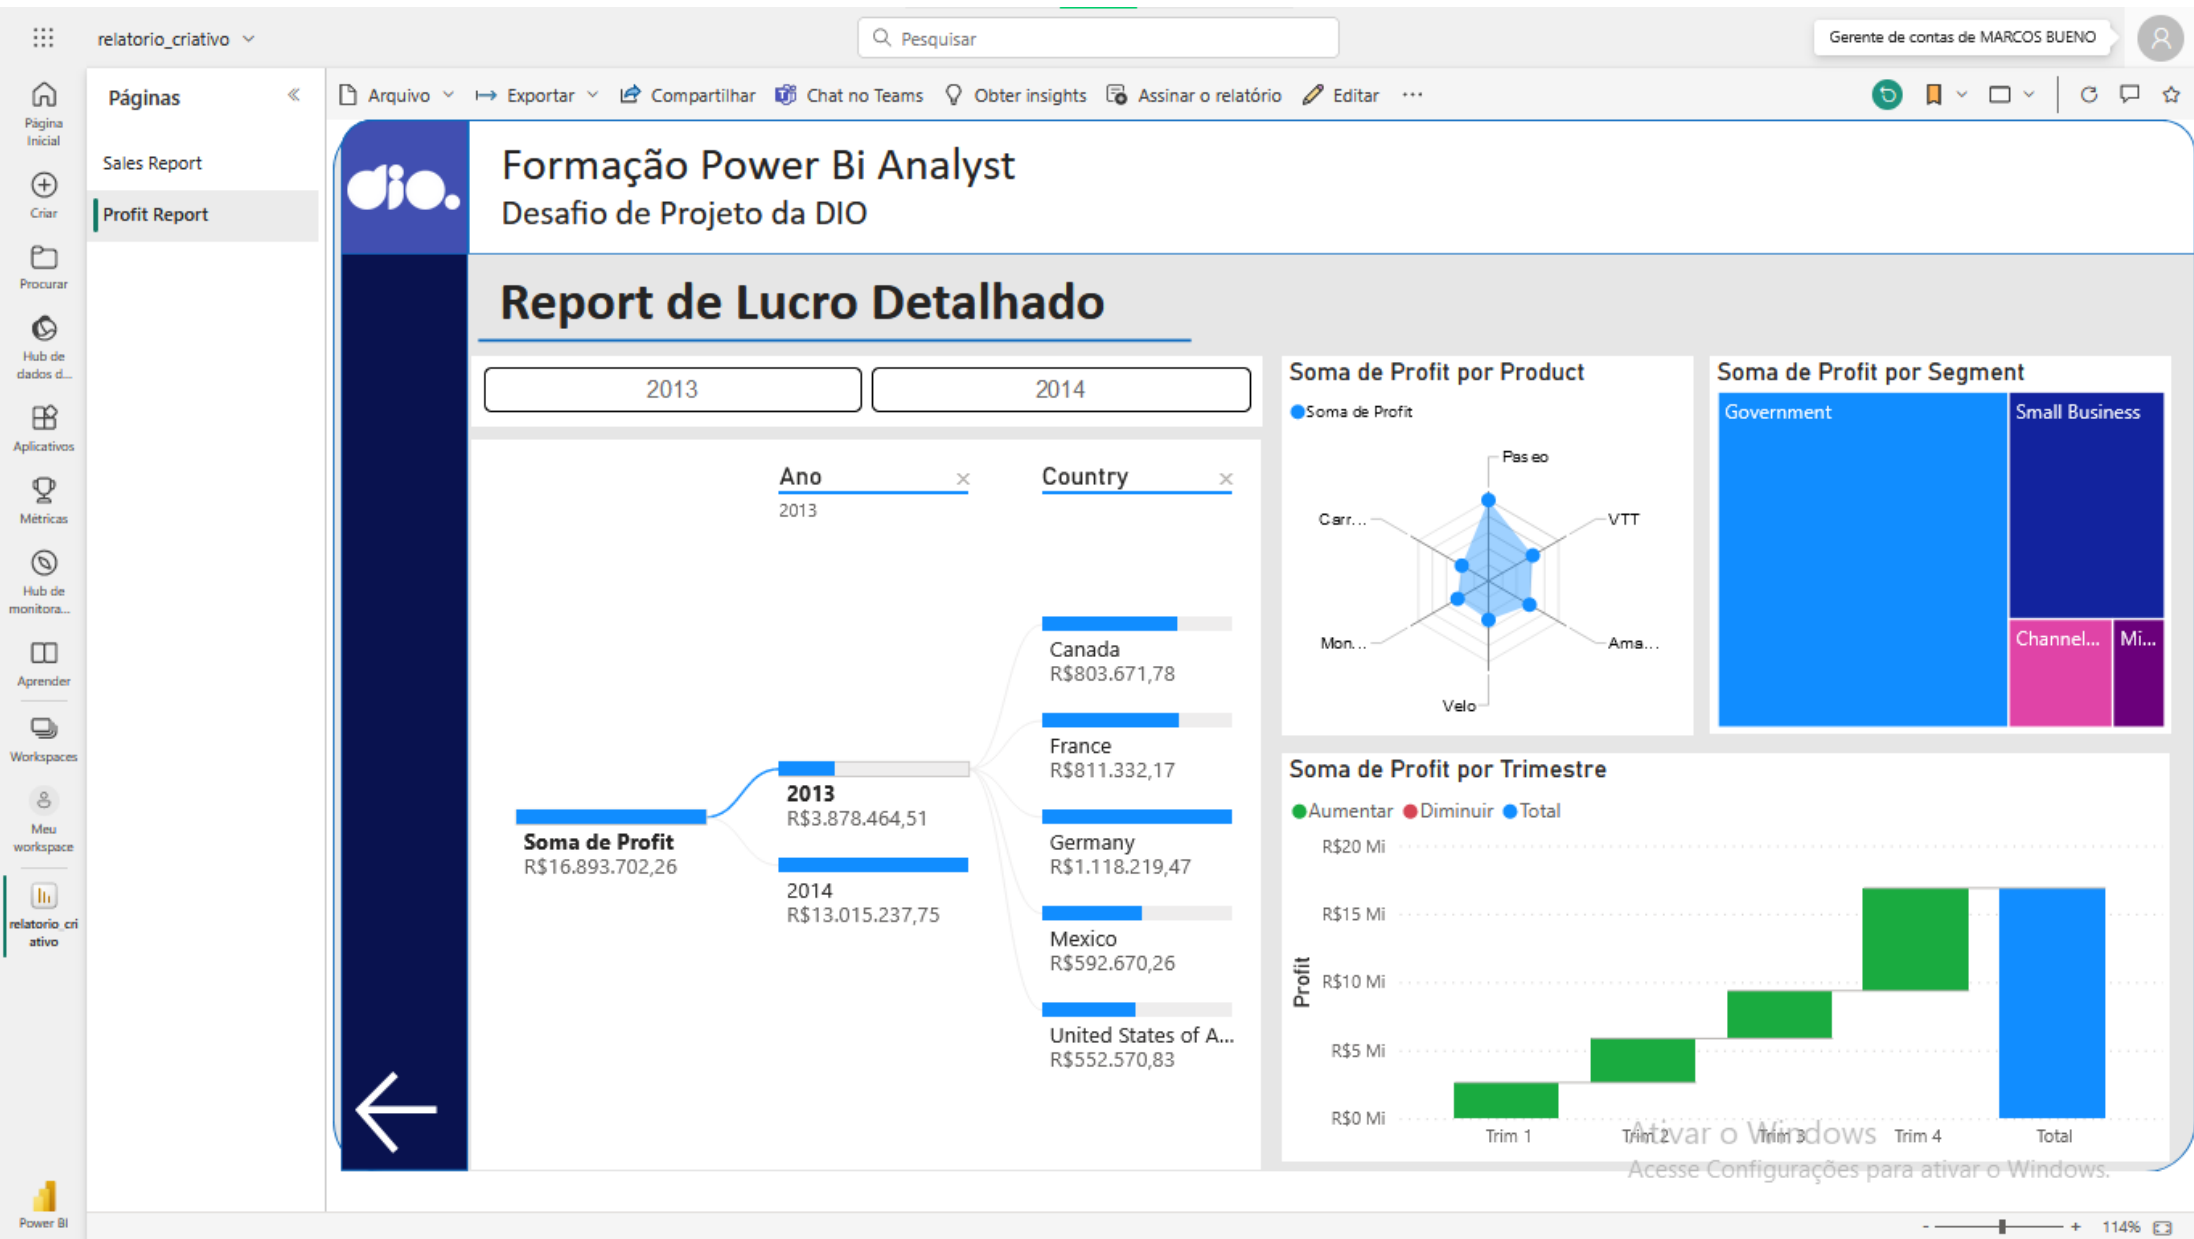 relatorio_criativo
Pesquisar
Gerente de contas de MARCOS BUENO
Página
Inicial
Criar
Procurar
Hub de
dados d...
Aplicativos
Métricas
Hub de
monitora...
Aprender
Workspaces
Meu
workspace
relatorio_cri
ativo
Power BI
Páginas
Sales Report
Profit Report
Arquivo
Exportar
Compartilhar
Chat no Teams
Obter insights
Assinar o relatório
Editar
dio.
Formação Power Bi Analyst
Desafio de Projeto da DIO
Report de Lucro Detalhado
2013
2014
Ano
2013
Country
Soma de Profit
R$16.893.702,26
2013
R$3.878.464,51
2014
R$13.015.237,75
Canada
R$803.671,78
France
R$811.332,17
Germany
R$1.118.219,47
Mexico
R$592.670,26
United States of A...
R$552.570,83
Soma de Profit por Product
Soma de Profit
Paseo
VTT
Ama...
Velo
Mon...
Carr...
Soma de Profit por Segment
Government
Small Business
Channel...
Mi...
Soma de Profit por Trimestre
Aumentar Diminuir Total
Profit
R$20 Mi
R$15 Mi
R$10 Mi
R$5 Mi
R$0 Mi
Trim 1
Trim 2
Trim 3
Trim 4
Total
Ativar o Windows
Acesse Configurações para ativar o Windows.
- + 114%